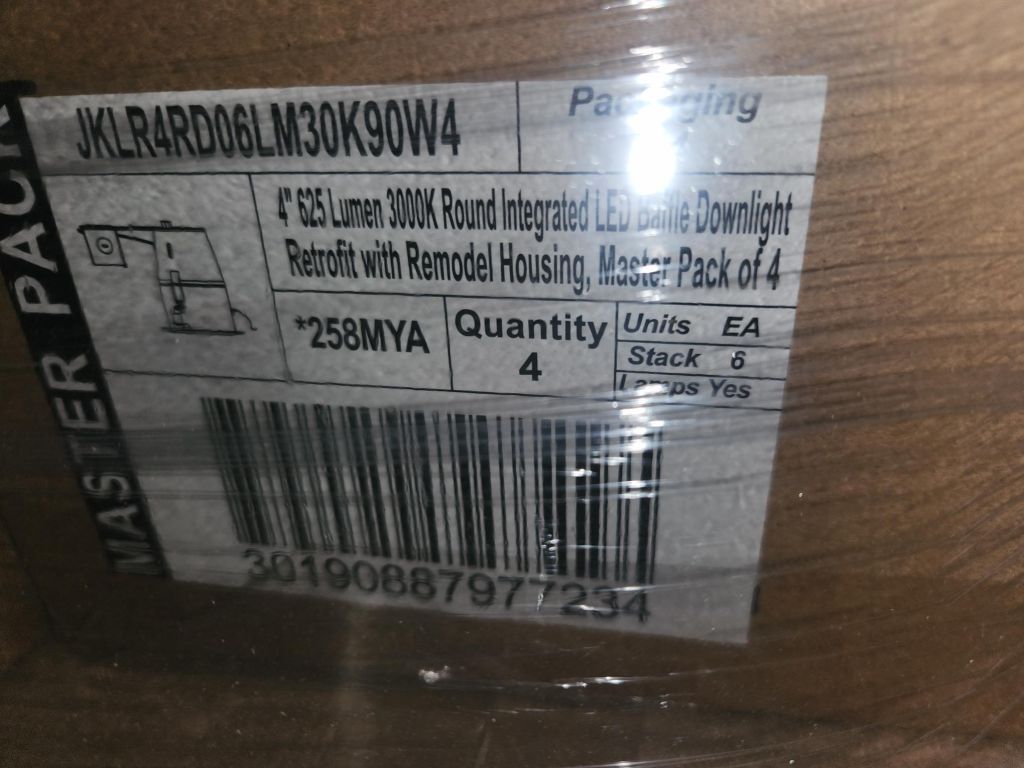 MASTER PACK
JKLR4RD06LM30K90W4
Packaging
4" 625 Lumen 3000K Round Integrated LED Baffle Downlight
Retrofit with Remodel Housing, Master Pack of 4
*258MYA
Quantity
4
Units EA
Stack 6
Lamps Yes
30190887977234